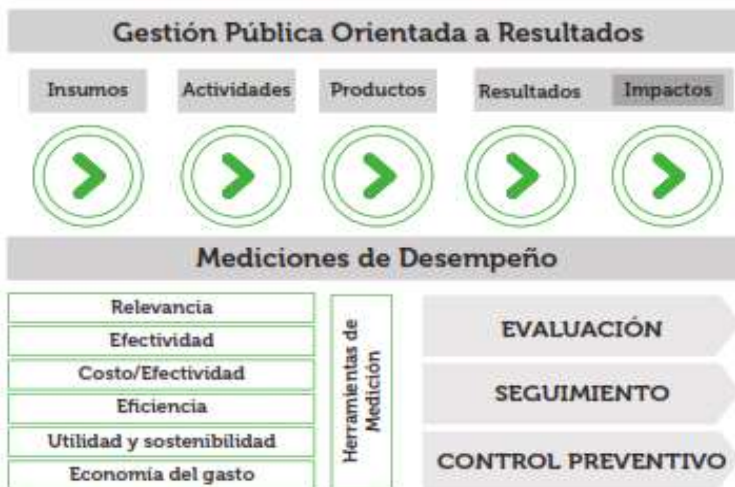 Gestión Pública Orientada a Resultados
Insumos
Actividades
Productos
Resultados
Impactos
Mediciones de Desempeño
Relevancia
Efectividad
Costo/Efectividad
Eficiencia
Utilidad y sostenibilidad
Economía del gasto
Herramientas de
Medición
EVALUACIÓN
SEGUIMIENTO
CONTROL PREVENTIVO